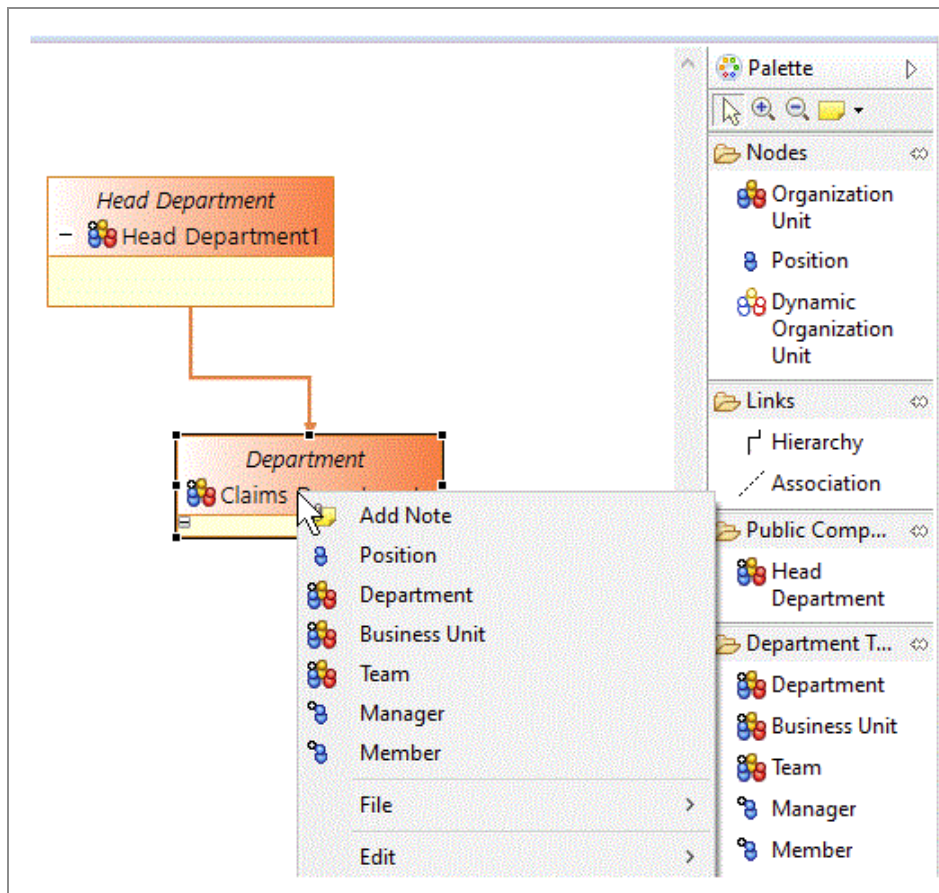 Head Department
Head Department1
Department
Claims
Add Note
Position
Department
Business Unit
Team
Manager
Member
File
Edit
Palette
Nodes
Organization
Unit
Position
Dynamic
Organization
Unit
Links
Hierarchy
Association
Public Comp...
Head
Department
Department T...
Department
Business Unit
Team
Manager
Member